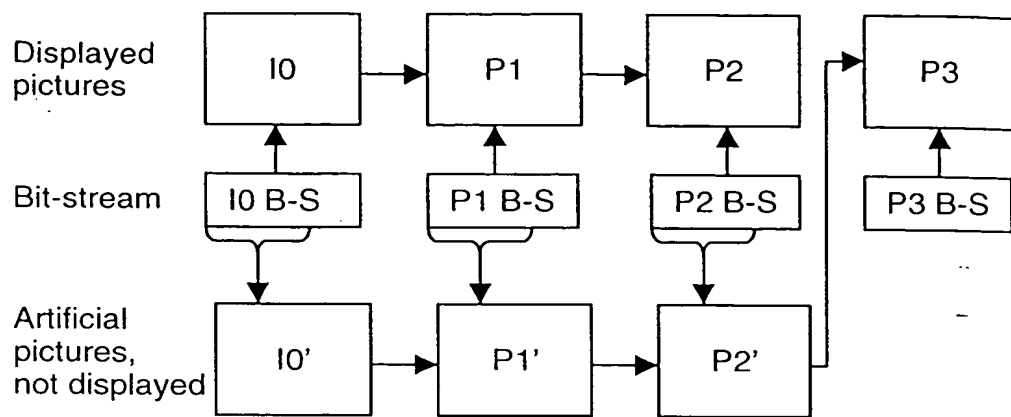 Displayed
pictures
I0
P1
P2
P3
Bit-stream
I0 B-S
P1 B-S
P2 B-S
P3 B-S
Artificial
pictures,
not displayed
I0'
P1'
P2'